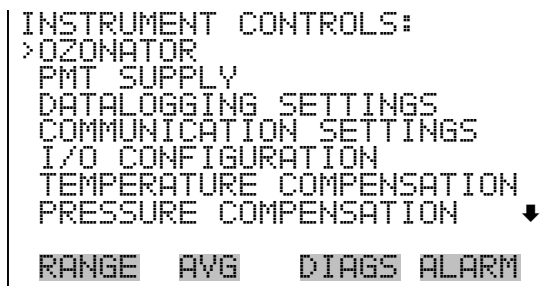 INSTRUMENT CONTROLS:
>OZONATOR
PMT SUPPLY
DATALOGGING SETTINGS
COMMUNICATION SETTINGS
I/O CONFIGURATION
TEMPERATURE COMPENSATION
PRESSURE COMPENSATION ↓
RANGE AVG DIAGS ALARM